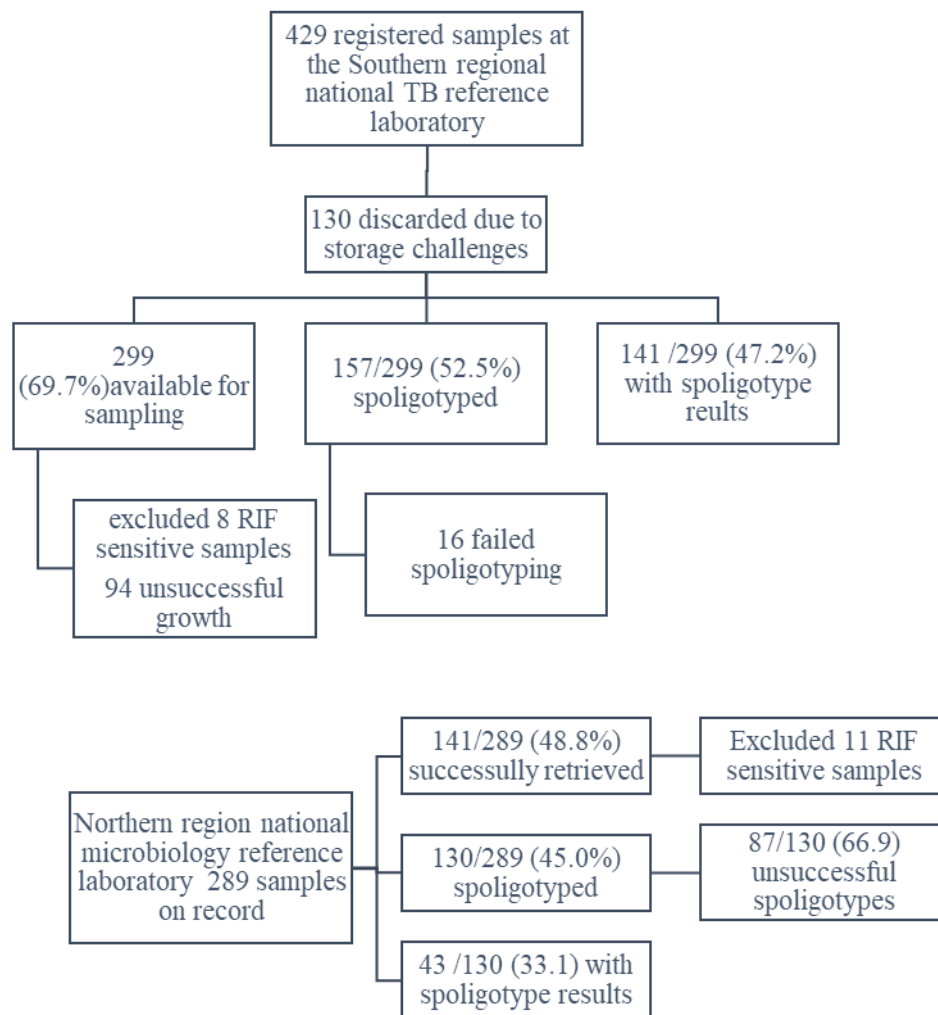 429 registered samples at
the Southern regional
national TB reference
laboratory
130 discarded due to
storage challenges
299
(69.7%)available for
sampling
157/299 (52.5%)
spoligotyped
141 /299 (47.2%)
with spoligotype
reults
excluded 8 RIF
sensitive samples
94 unsuccessful
growth
16 failed
spoligotyping
141/289 (48.8%)
successully retrieved
Excluded 11 RIF
sensitive samples
Northern region national
microbiology reference
laboratory 289 samples
on record
130/289 (45.0%)
spoligotyped
87/130 (66.9)
unsuccessful
spoligotypes
43 /130 (33.1) with
spoligotype results